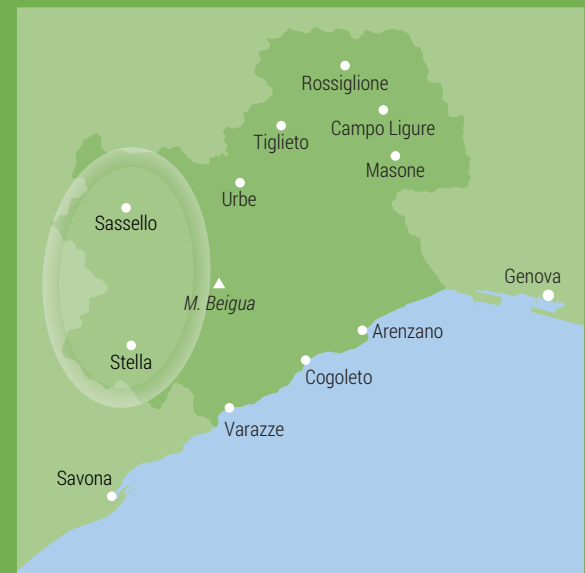 Rossiglione
Campo Ligure
Tiglieto
Masone
Urbe
Sassello
Genova
M. Beigua
Arenzano
Stella
Cogoleto
Varazze
Savona